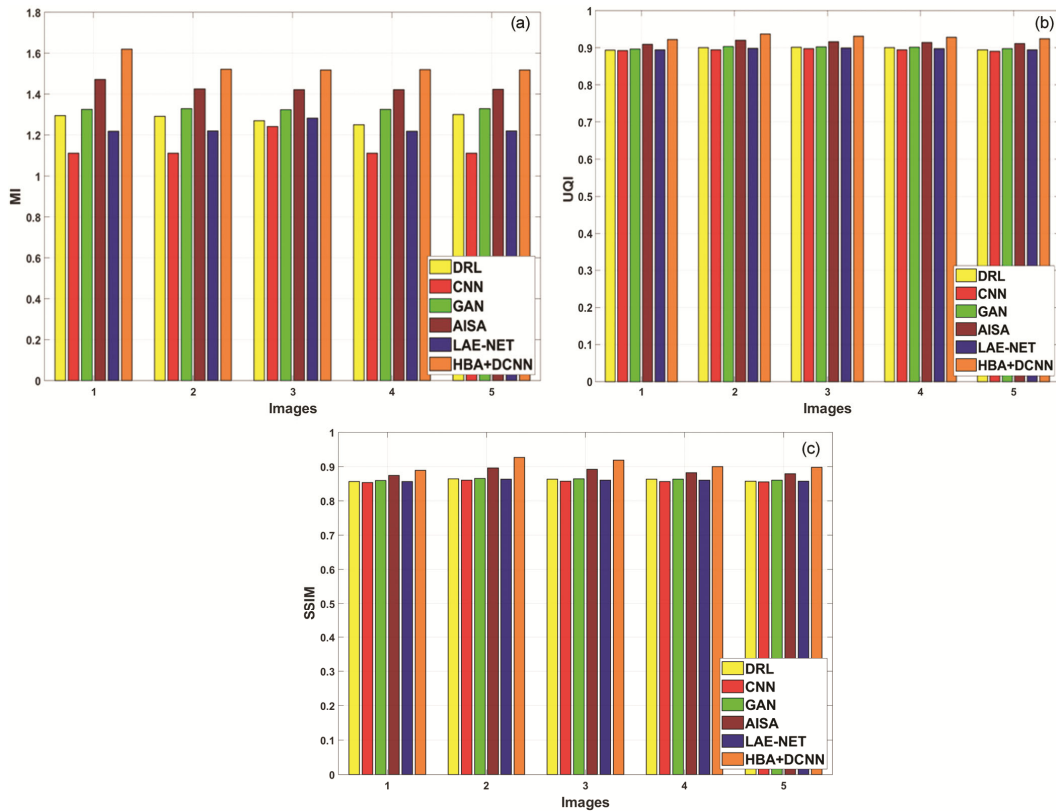 (a)
MI
1.8
1.6
1.4
1.2
1
0.8
0.6
0.4
0.2
0
DRL
CNN
GAN
AISA
LAE-NET
HBA+DCNN
1 2 3 4 5
Images
(b)
UQI
1
0.9
0.8
0.7
0.6
0.5
0.4
0.3
0.2
0.1
0
DRL
CNN
GAN
AISA
LAE-NET
HBA+DCNN
1 2 3 4 5
Images
(c)
SSIM
1
0.9
0.8
0.7
0.6
0.5
0.4
0.3
0.2
0.1
0
DRL
CNN
GAN
AISA
LAE-NET
HBA+DCNN
1 2 3 4 5
Images